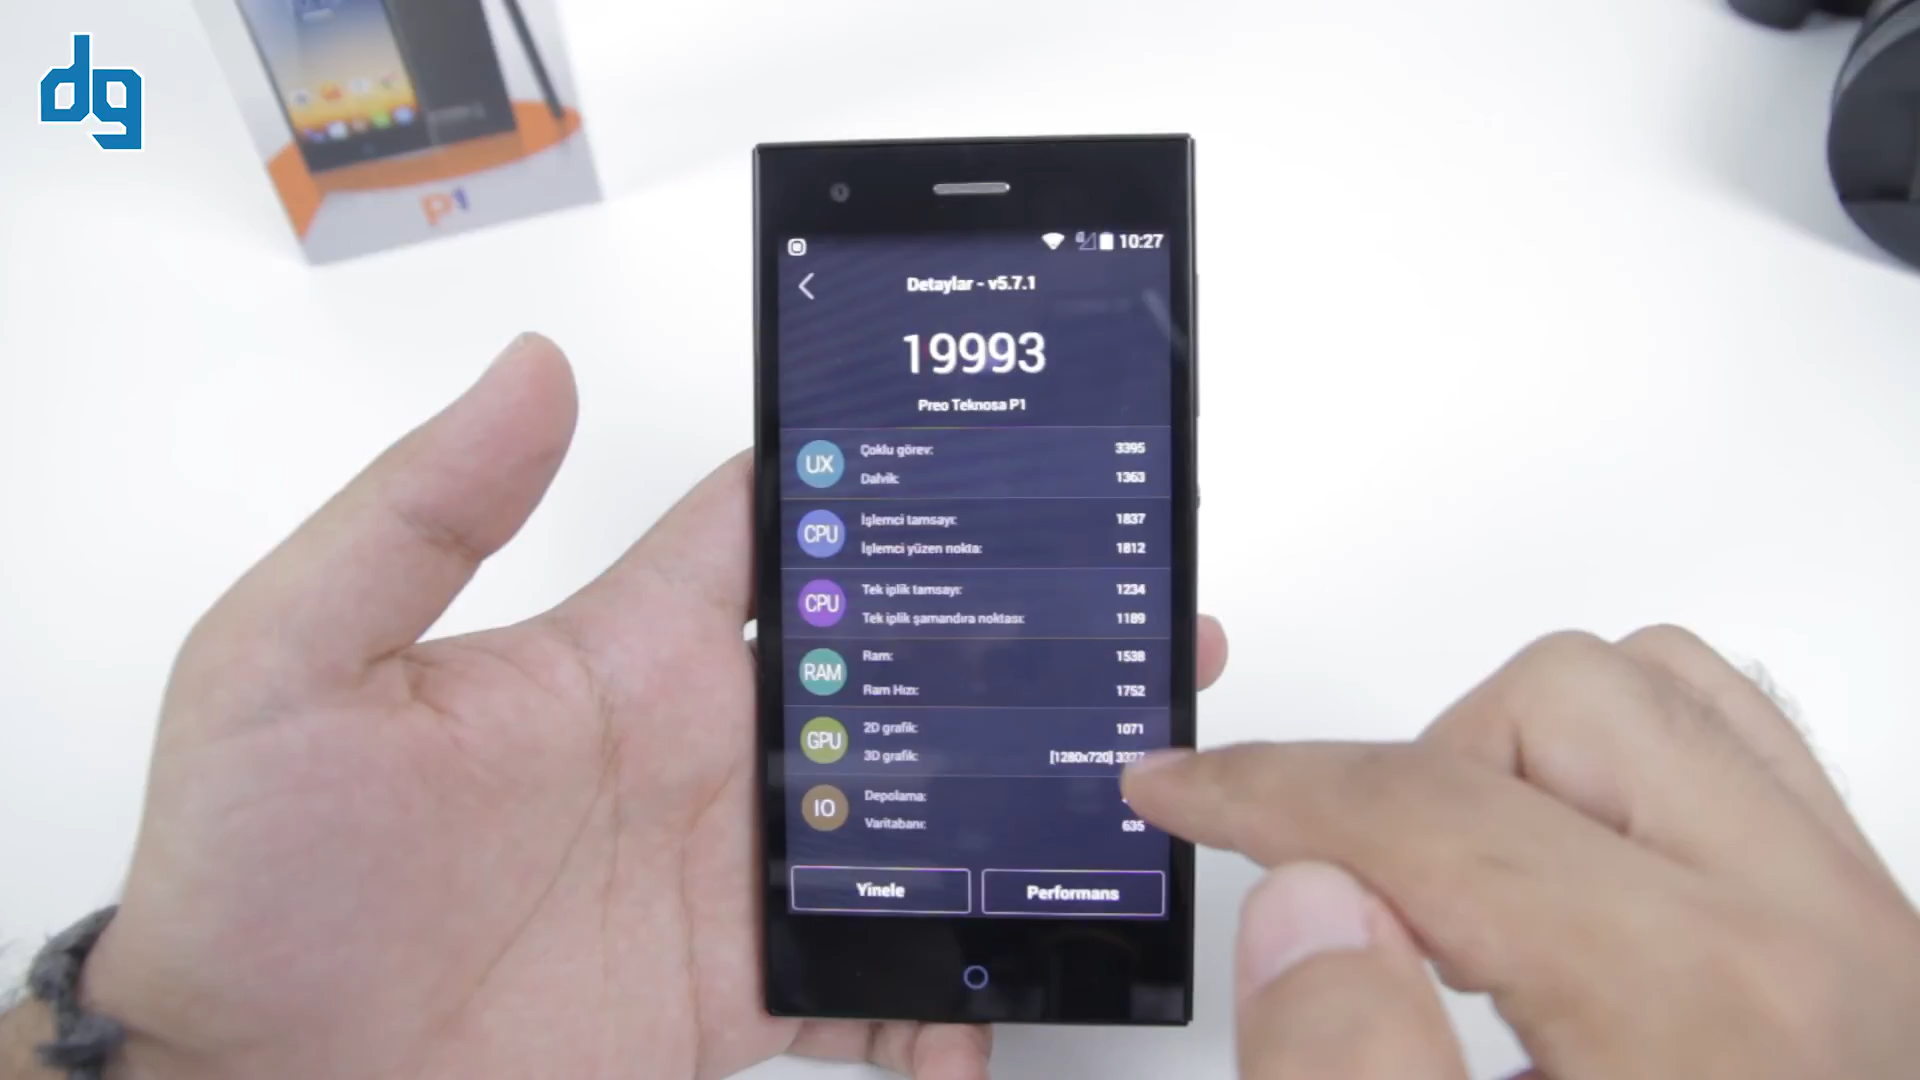 dg
P1
10:27
Detaylar - v5.7.1
19993
Preo Teknosa P1
UX
Çoklu görev: 3395
Dalvik: 1363
CPU
İşlemci tamsayı: 1837
İşlemci yüzen nokta: 1812
CPU
Tek iplik tamsayı: 1234
Tek iplik şamandıra noktası: 1189
RAM
Ram: 1538
Ram Hızı: 1752
GPU
2D grafik: 1071
3D grafik: [1280x720] 3327
IO
Depolama:
Varitabanı: 635
Yinele
Performans